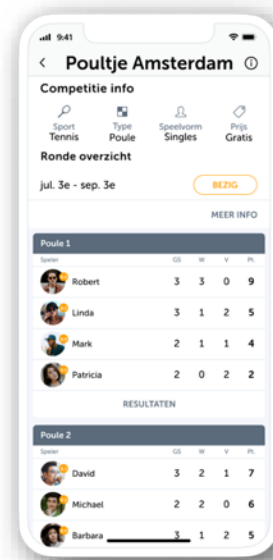 9:41
Poultje Amsterdam
Competitie info
Sport Type Speelvorm Prijs
Tennis Poule Singles Gratis
Ronde overzicht
jul. 3e - sep. 3e BEZIG
MEER INFO
Poule 1
Speler GS W V Pt.
Robert 3 3 0 9
Linda 3 1 2 5
Mark 2 1 1 4
Patricia 2 0 2 2
RESULTATEN
Poule 2
Speler GS W V Pt.
David 3 2 1 7
Michael 2 2 0 6
Barbara 3 1 2 5